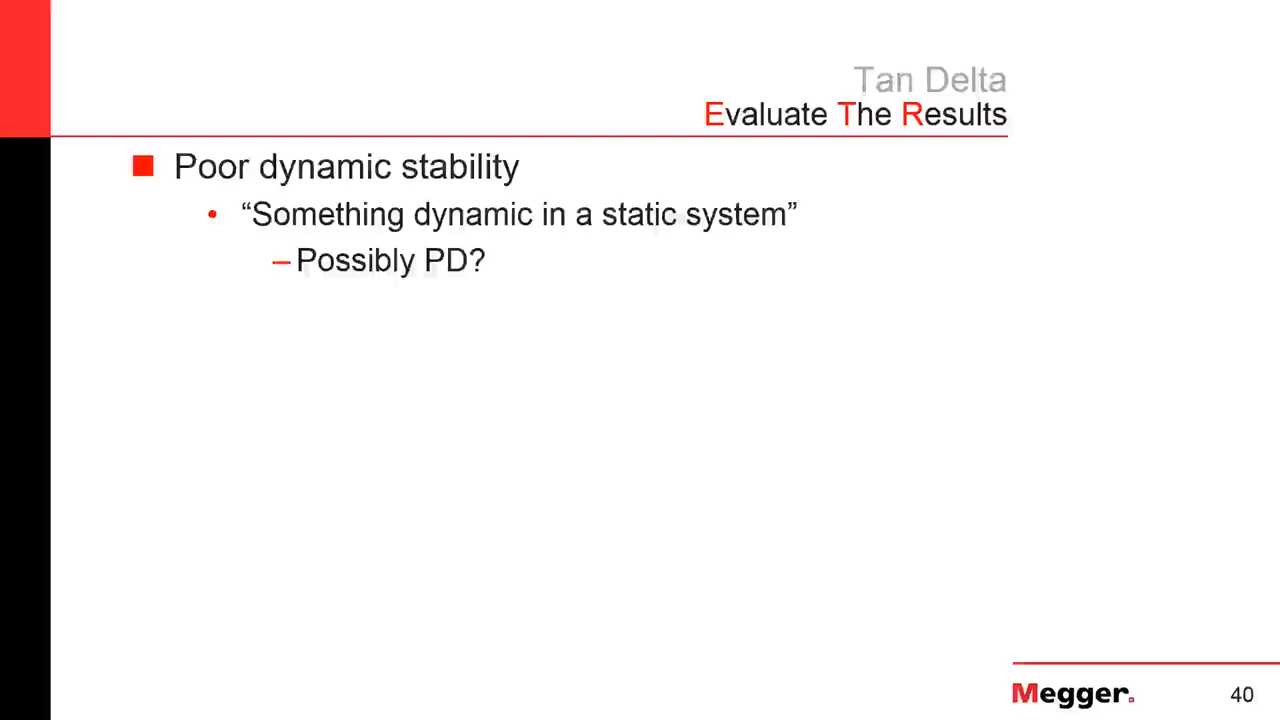 Tan Delta
Evaluate The Results
Poor dynamic stability
• “Something dynamic in a static system”
– Possibly PD?
Megger.
40